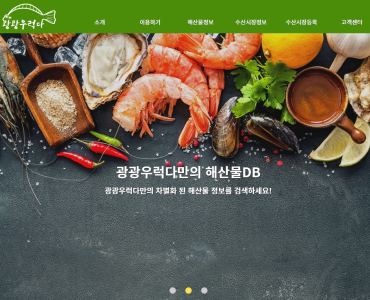 광광우럭다
소개
이용하기
해산물정보
수산시장정보
수산시장등록
고객센터
광광우럭다만의 해산물DB
광광우럭다만의 차별화 된 해산물 정보를 검색하세요!